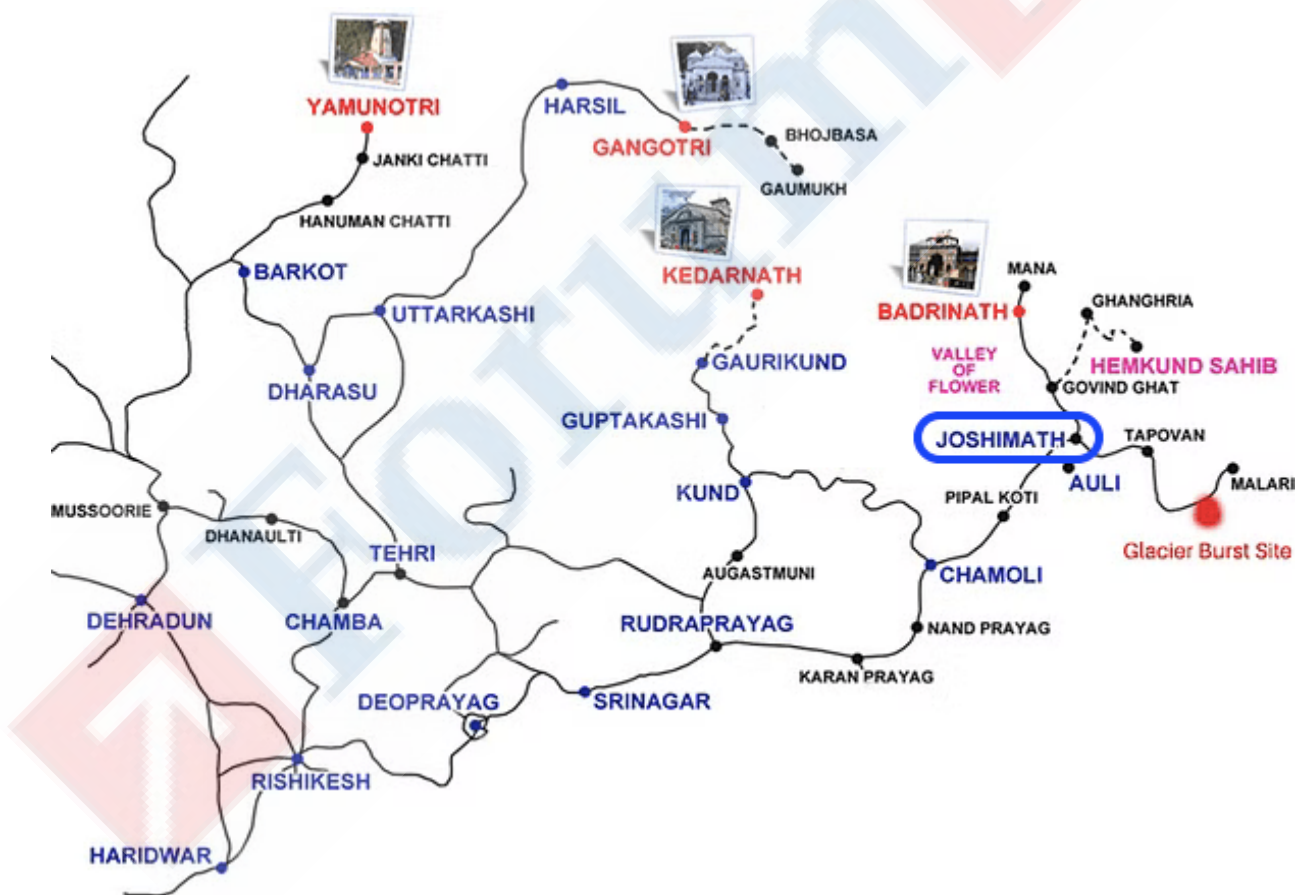 YAMUNOTRI
JANKI CHATTI
HANUMAN CHATTI
HARSIL
GANGOTRI
BHOJBASA
GAUMUKH
BARKOT
UTTARKASHI
DHARASU
KEDARNATH
GAURIKUND
GUPTAKASHI
KUND
AUGASTMUNI
MANA
BADRINATH
GHANGHRIA
VALLEY
OF
FLOWER
HEMKUND SAHIB
GOVIND GHAT
JOSHIMATH
TAPOVAN
AULI
MALARI
PIPAL KOTI
Glacier Burst Site
CHAMOLI
MUSSOORIE
DHANAULTI
TEHRI
DEHRADUN
CHAMBA
RUDRAPRAYAG
NAND PRAYAG
KARAN PRAYAG
DEOPRAYAG
SRINAGAR
RISHIKESH
HARIDWAR
Forum